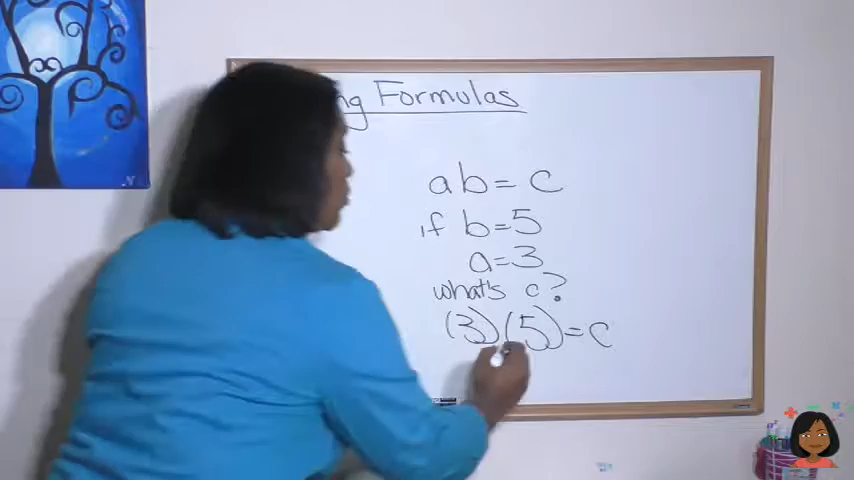 Formulas
ab = c
if b=5
a=3
what's c?
(3)(5)=c